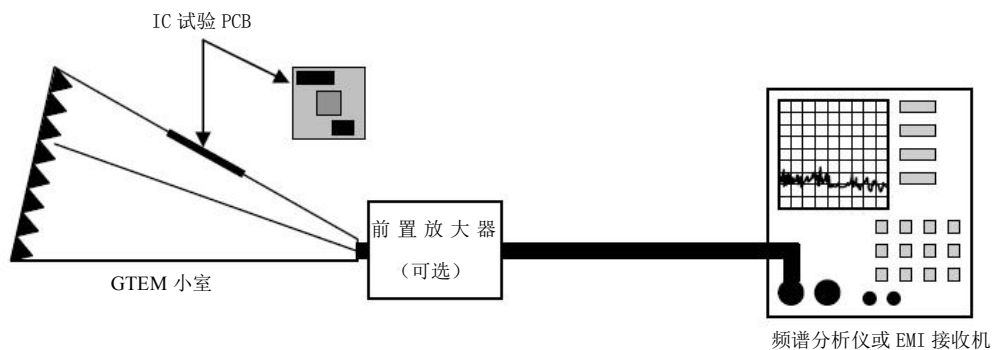 IC 试验 PCB
前置放大器
（可选）
GTEM 小室
频谱分析仪或 EMI 接收机